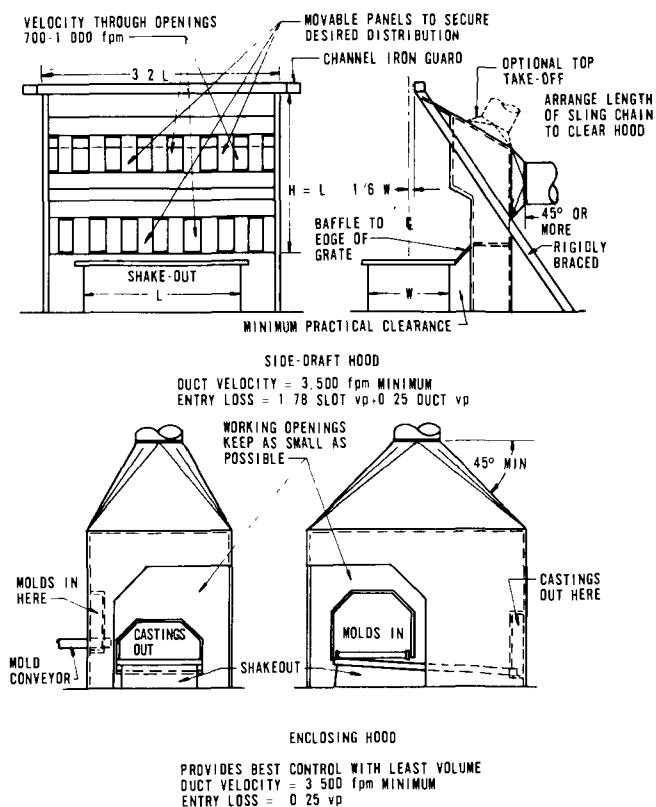 VELOCITY THROUGH OPENINGS
700-1 000 fpm
MOVABLE PANELS TO SECURE
DESIRED DISTRIBUTION
CHANNEL IRON GUARD
3 2 L
OPTIONAL TOP
TAKE-OFF
ARRANGE LENGTH
OF SLING CHAIN
TO CLEAR HOOD
H = L
1/6 W
BAFFLE TO
EDGE OF
GRATE
45° OR
MORE
RIGIDLY
BRACED
SHAKE-OUT
L
W
MINIMUM PRACTICAL CLEARANCE
SIDE-DRAFT HOOD
DUCT VELOCITY = 3,500 fpm MINIMUM
ENTRY LOSS = 1 78 SLOT vp+0 25 DUCT vp
WORKING OPENINGS
KEEP AS SMALL AS
POSSIBLE
45° MIN
MOLDS IN
HERE
CASTINGS
OUT
MOLD
CONVEYOR
SHAKEOUT
MOLDS IN
CASTINGS
OUT HERE
ENCLOSING HOOD
PROVIDES BEST CONTROL WITH LEAST VOLUME
DUCT VELOCITY = 3 500 fpm MINIMUM
ENTRY LOSS = 0 25 vp